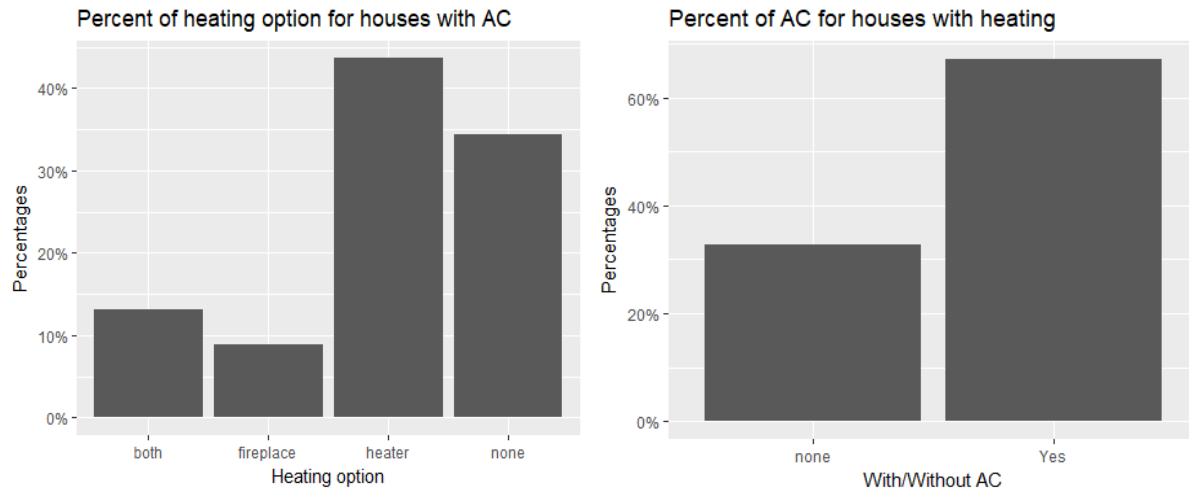 Percent of heating option for houses with AC
Percentages
40%
30%
20%
10%
0%
both fireplace heater none
Heating option
Percent of AC for houses with heating
Percentages
60%
40%
20%
0%
none Yes
With/Without AC